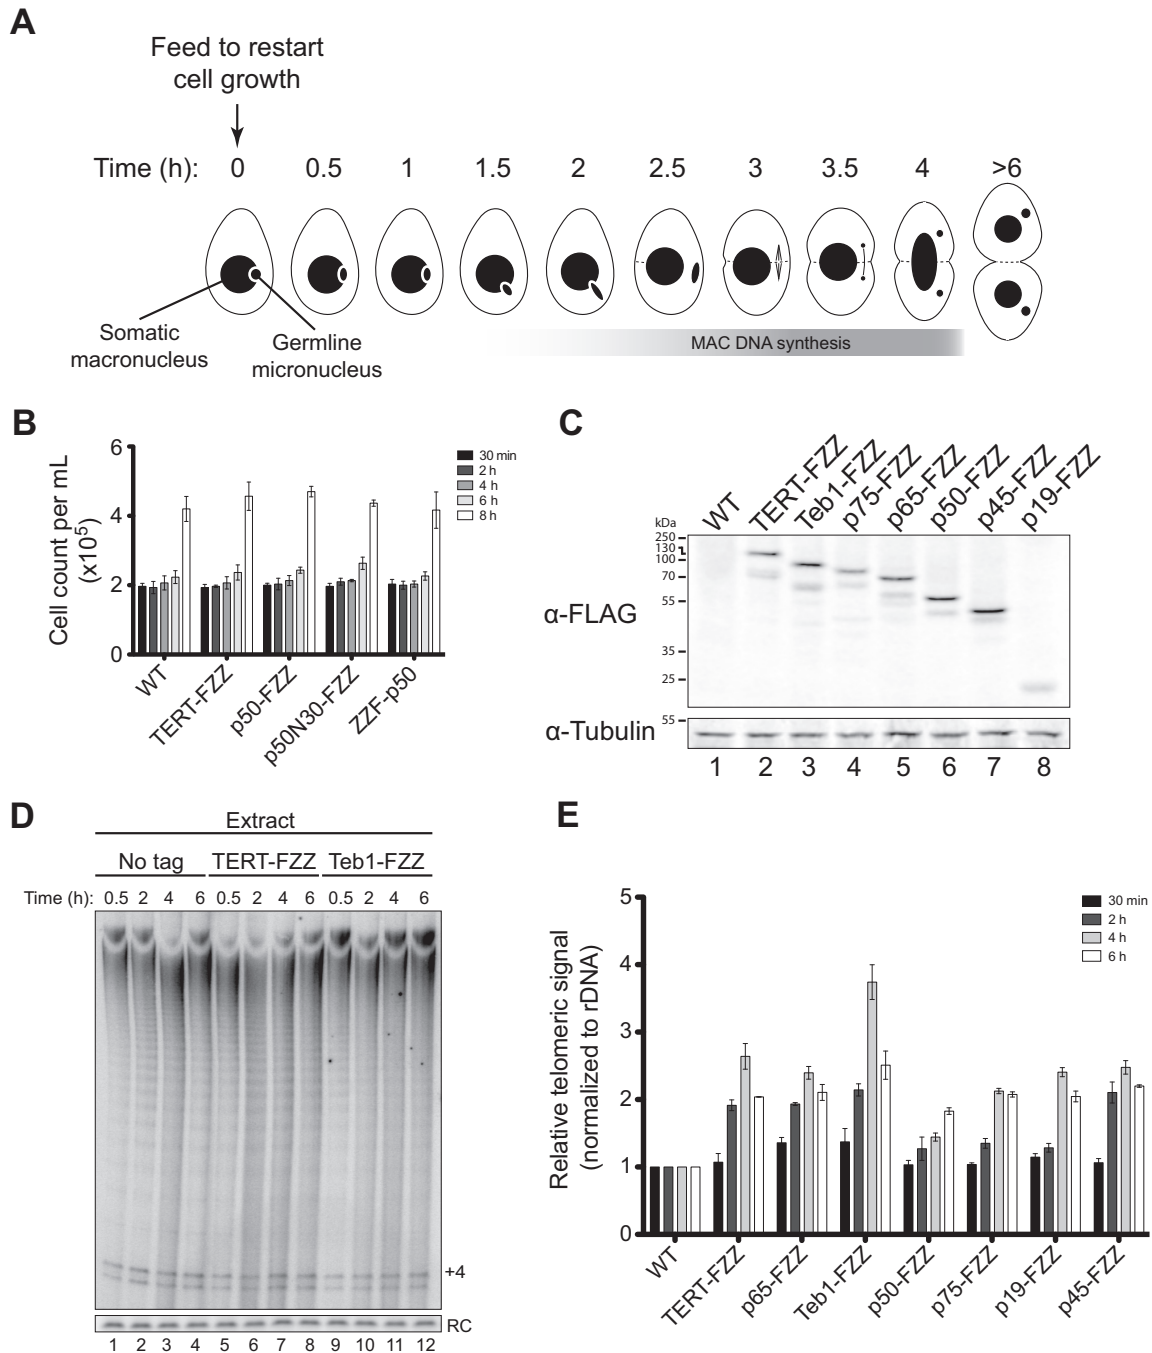 A
Feed to restart
cell growth
Time (h): 0 0.5 1 1.5 2 2.5 3 3.5 4 >6
Somatic
macronucleus
Germline
micronucleus
MAC DNA synthesis
B
Cell count per mL
(x10⁵)
6
4
2
0
30 min
2 h
4 h
6 h
8 h
WT
TERT-FZZ
p50-FZZ
p50N30-FZZ
ZZF-p50
C
WT
TERT-FZZ
Teb1-FZZ
p75-FZZ
p65-FZZ
p50-FZZ
p45-FZZ
p19-FZZ
kDa
250
130
100
70
55
35
25
α-FLAG
55
α-Tubulin
1 2 3 4 5 6 7 8
D
Extract
No tag TERT-FZZ Teb1-FZZ
Time (h): 0.5 2 4 6 0.5 2 4 6 0.5 2 4 6
+4
RC
1 2 3 4 5 6 7 8 9 10 11 12
E
Relative telomeric signal
(normalized to rDNA)
5
4
3
2
1
0
30 min
2 h
4 h
6 h
WT
TERT-FZZ
p65-FZZ
Teb1-FZZ
p50-FZZ
p75-FZZ
p19-FZZ
p45-FZZ